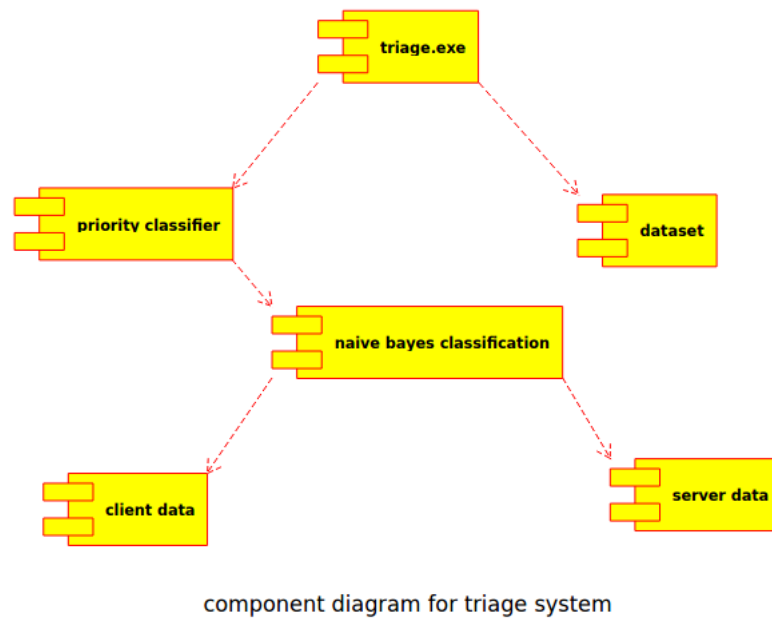 triage.exe
priority classifier
dataset
naive bayes classification
client data
server data
component diagram for triage system